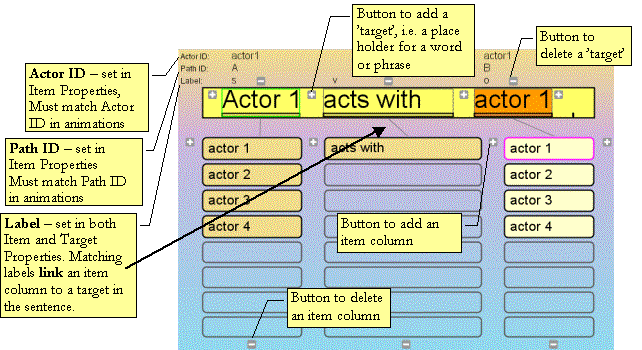 Button to add a
'target', i.e. a place
holder for a word
or phrase
Button to
delete a 'target'
Actor ID – set in
Item Properties,
Must match Actor
ID in animations
Path ID – set in
Item Properties
Must match Path ID
in animations
Label – set in both
Item and Target
Properties. Matching
labels link an item
column to a target in
the sentence.
Actor ID: actor1 actor1
Path ID: A B
Label: s v o
Actor 1 acts with actor 1
actor 1 acts with actor 1
actor 2 actor 2
actor 3 actor 3
actor 4 actor 4
Button to add an
item column
Button to delete
an item column